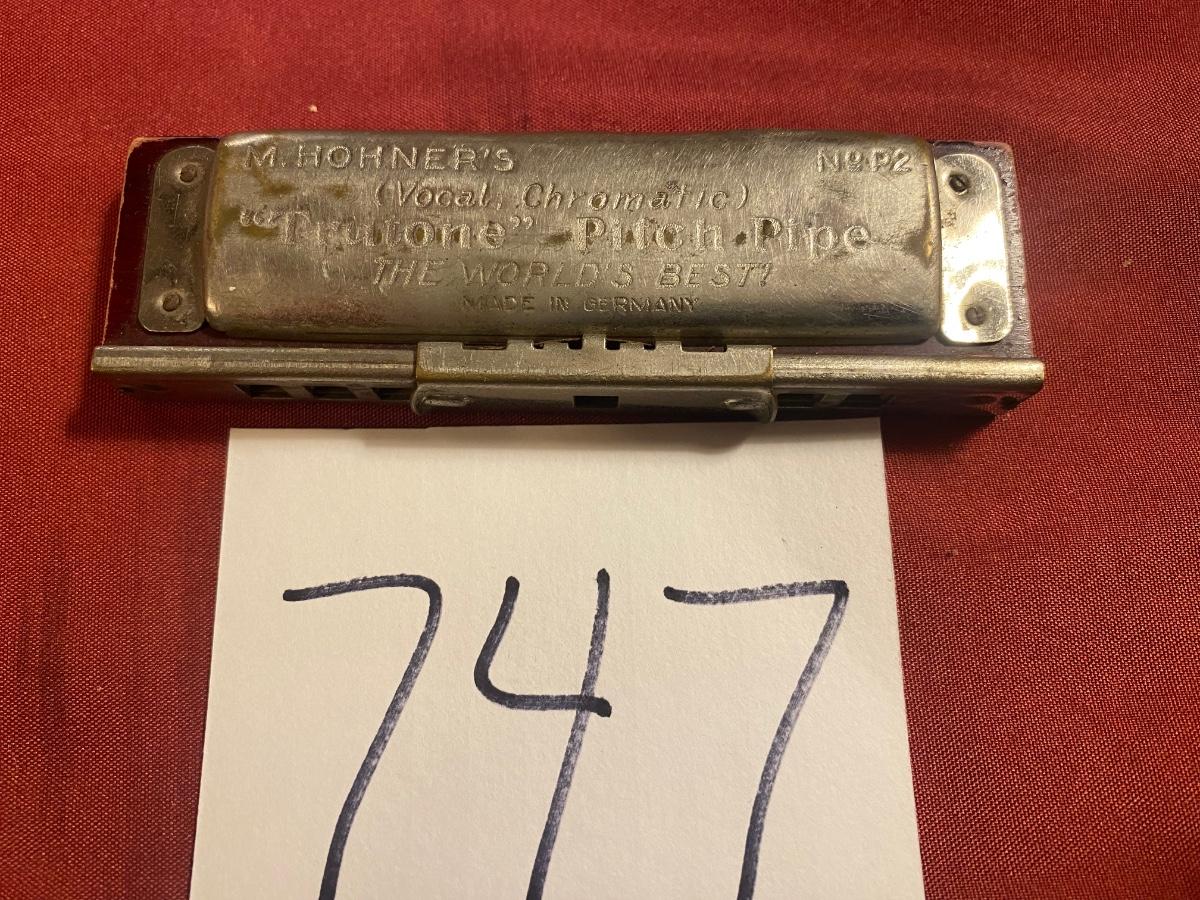 M. HOHNER'S No P2
(Vocal, Chromatic)
"Trutone" Pitch Pipe
THE WORLD'S BEST!
MADE IN GERMANY
747